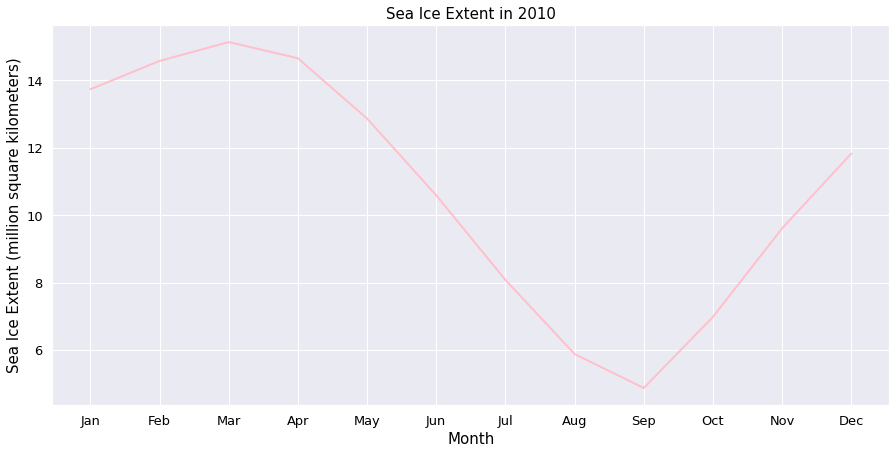 Sea Ice Extent in 2010
Sea Ice Extent (million square kilometers)
14
12
10
8
6
Jan Feb Mar Apr May Jun Jul Aug Sep Oct Nov Dec
Month